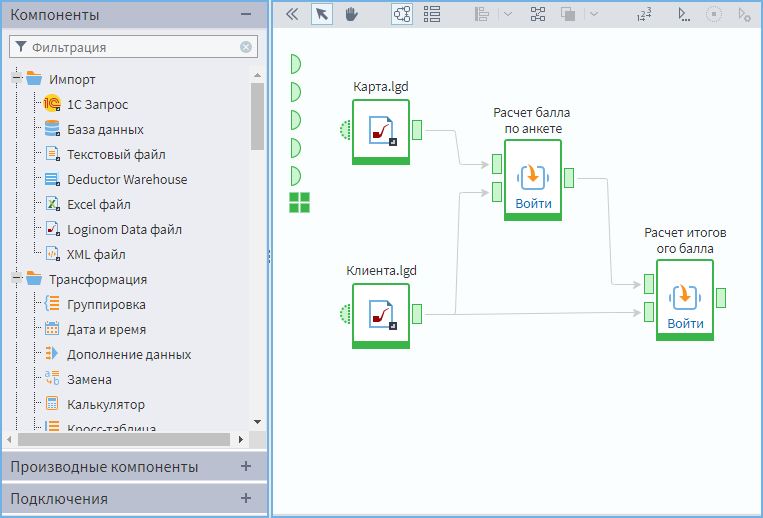 Компоненты
Фильтрация
Импорт
1С Запрос
База данных
Текстовый файл
Deductor Warehouse
Excel файл
Loginom Data файл
XML файл
Трансформация
Группировка
Дата и время
Дополнение данных
Замена
Калькулятор
Кросс-таблица
Производные компоненты
Подключения
Карта.lgd
Расчет балла
по анкете
Войти
Клиента.lgd
Расчет итогов
ого балла
Войти